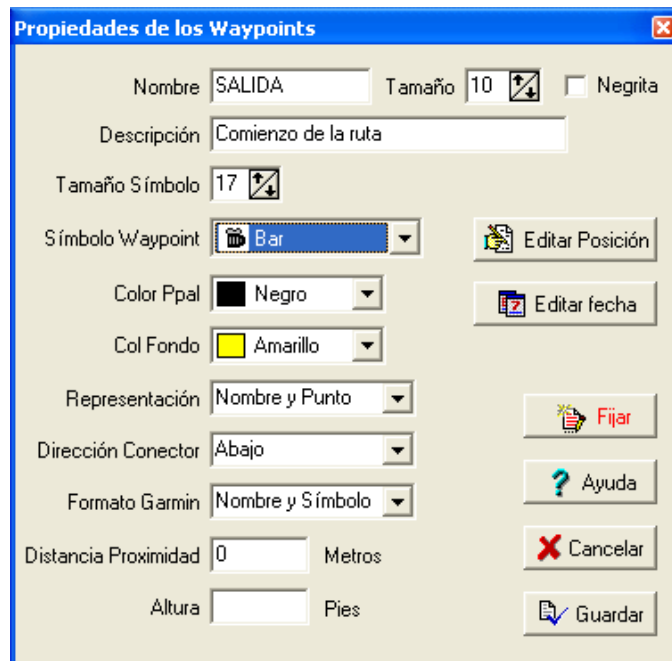 Propiedades de los Waypoints
Nombre SALIDA Tamaño 10 Negrita
Descripción Comienzo de la ruta
Tamaño Símbolo 17
Símbolo Waypoint Bar Editar Posición
Color Ppal Negro Editar fecha
Col Fondo Amarillo
Representación Nombre y Punto Fijar
Dirección Conector Abajo
? Ayuda
Formato Garmin Nombre y Símbolo
Distancia Proximidad 0 Metros Cancelar
Altura Pies Guardar